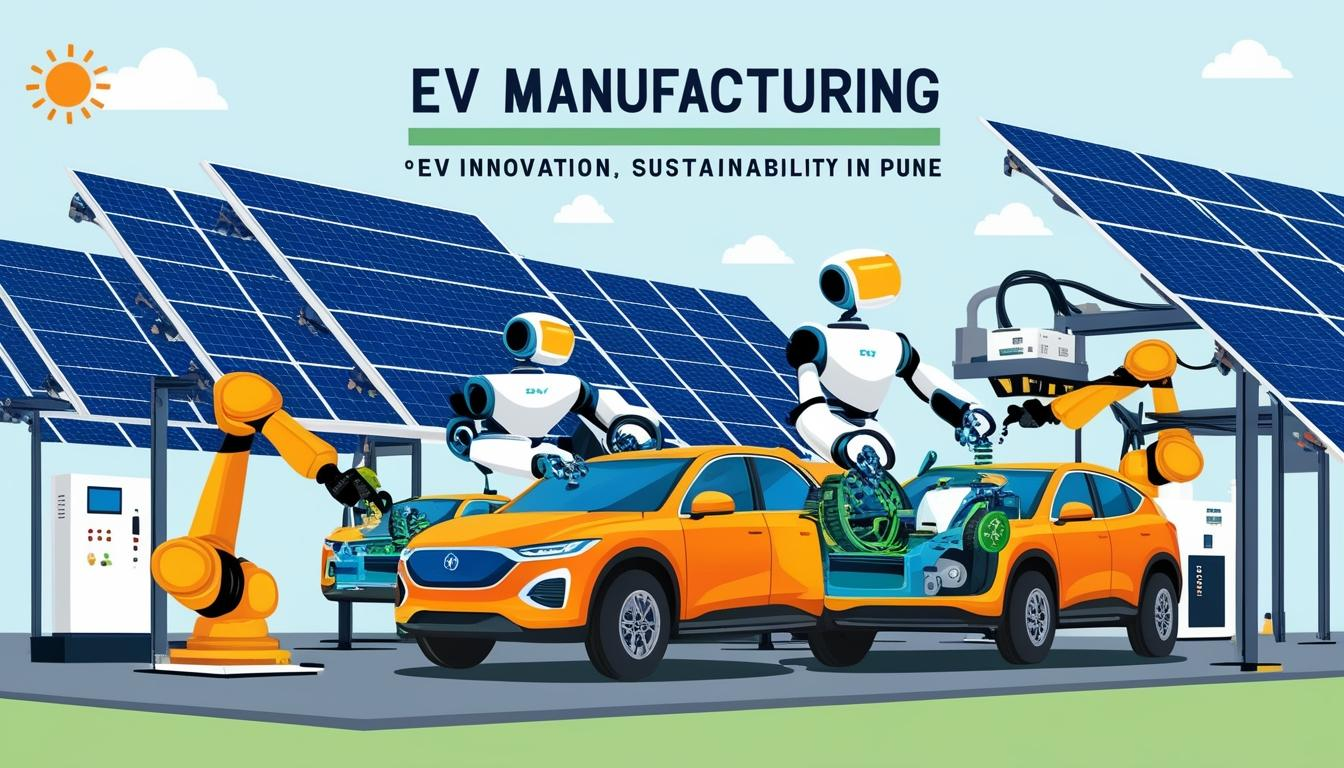 EV MANUFACTURING
°EV INNOVATION, SUSTAINABILITY IN PUNE